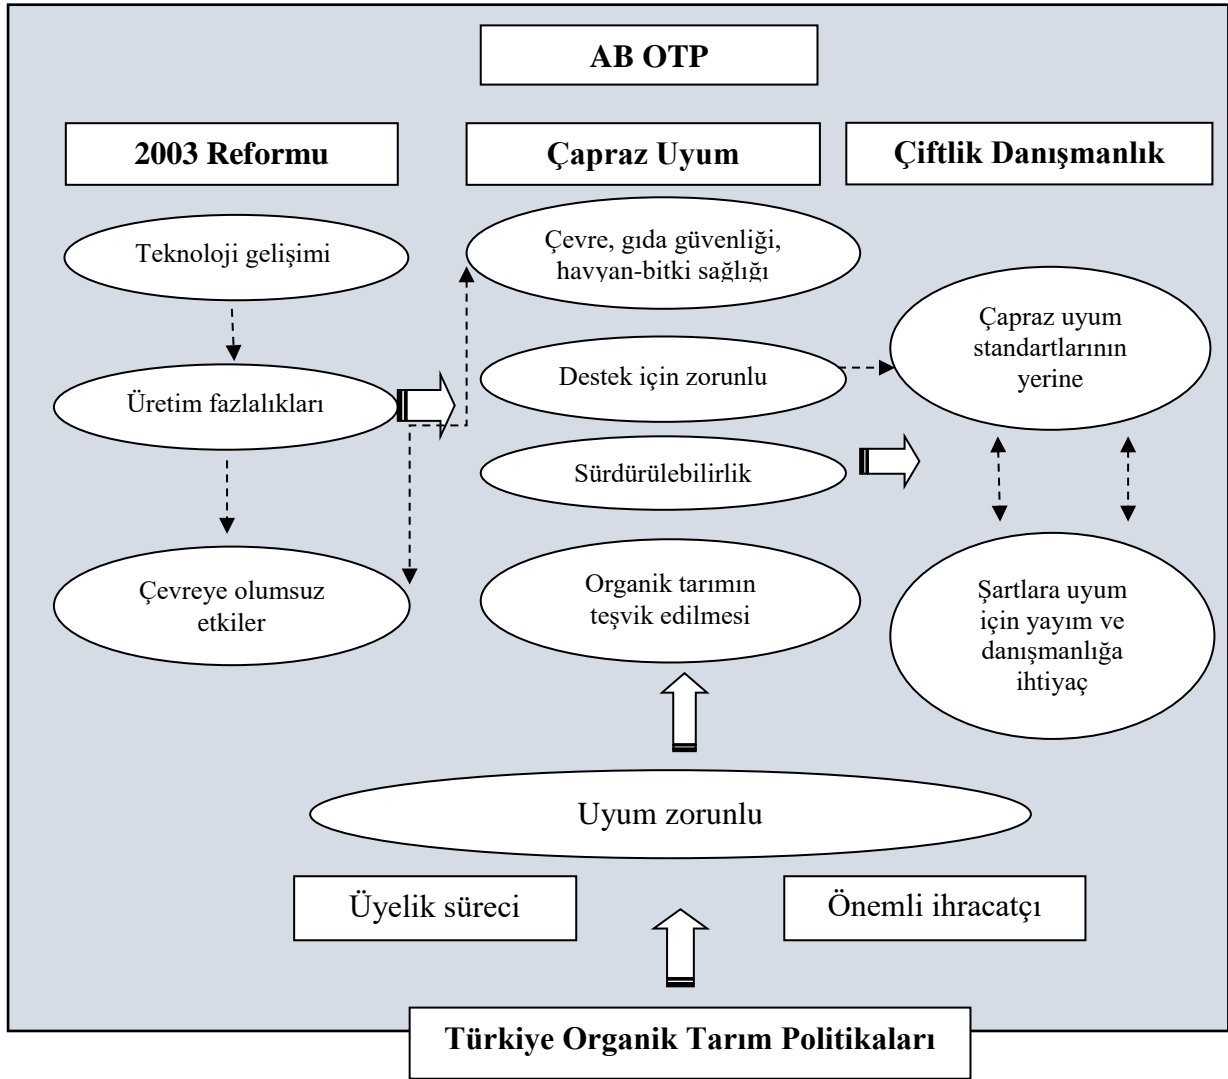 AB OTP
2003 Reformu
Çapraz Uyum
Çiftlik Danışmanlık
Teknoloji gelişimi
Üretim fazlalıkları
Çevreye olumsuz
etkiler
Çevre, gıda güvenliği,
havyan-bitki sağlığı
Destek için zorunlu
Sürdürülebilirlik
Organik tarımın
teşvik edilmesi
Çapraz uyum
standartlarının
yerine
Şartlara uyum
için yayım ve
danışmanlığa
ihtiyaç
Uyum zorunlu
Üyelik süreci
Önemli ihracatçı
Türkiye Organik Tarım Politikaları